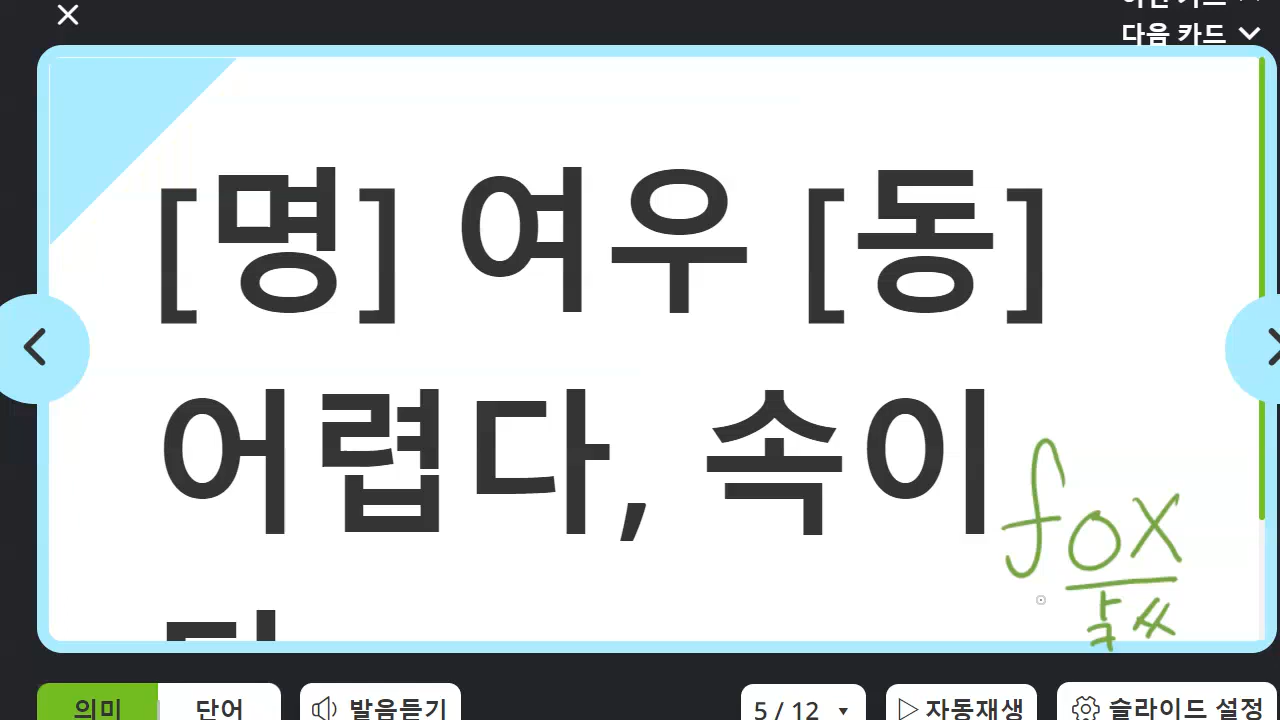 다음 카드
[명] 여우 [동]
어렵다, 속이
fox
의미
단어
발음듣기
5 / 12
자동재생
슬라이드 설정